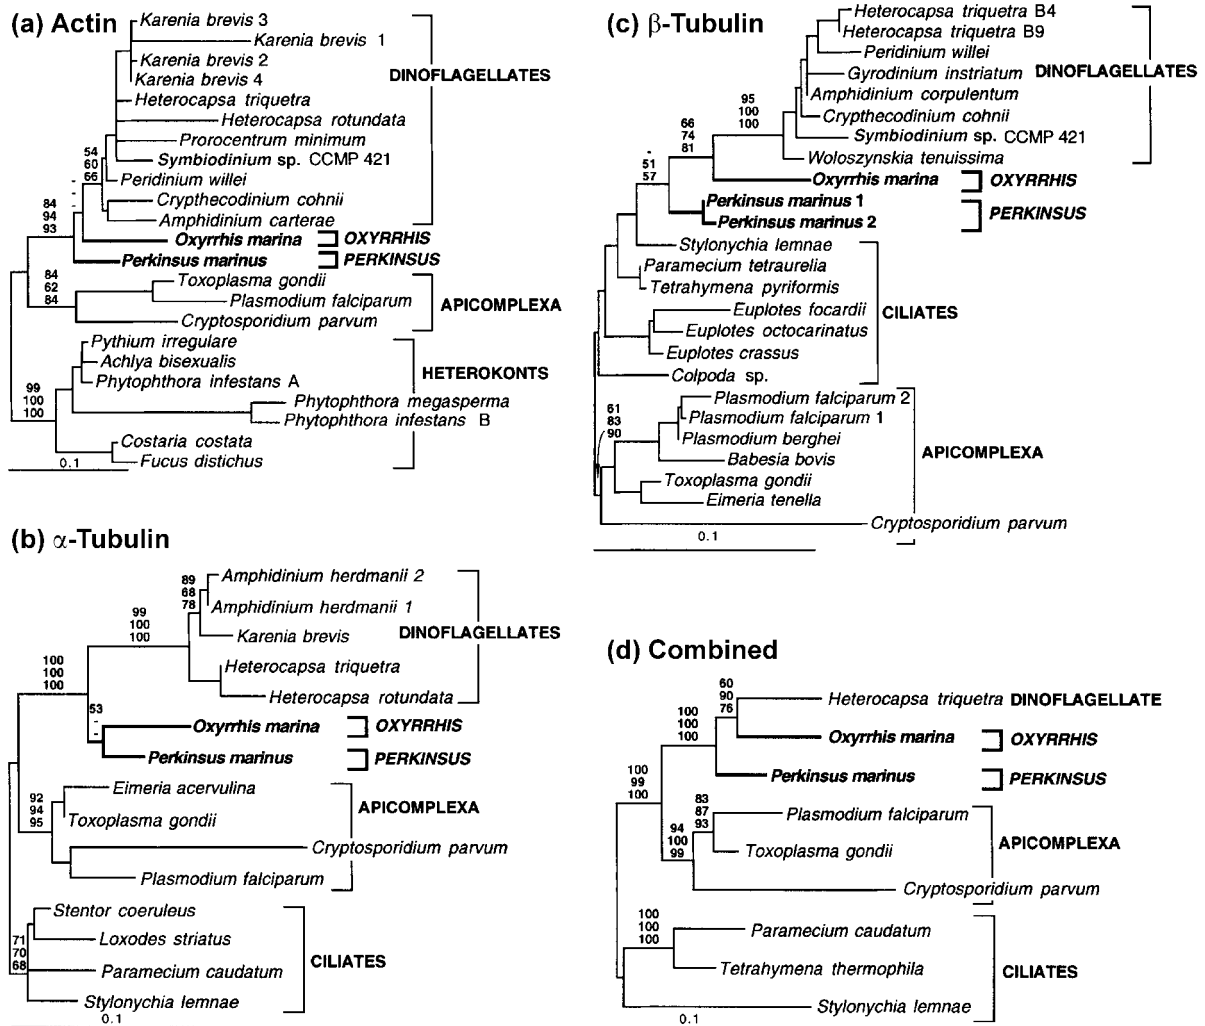 (a) Actin
Karenia brevis 3
Karenia brevis 1
Karenia brevis 2
Karenia brevis 4
DINOFLAGELLATES
Heterocapsa triquetra
Heterocapsa rotundata
Prorocentrum minimum
Symbiodinium sp. CCMP 421
54
60
66
Peridinium willei
-
-
-
Crypthecodinium cohnii
Amphidinium carterae
84
94
93
Oxyrrhis marina
OXYRRHIS
Perkinsus marinus
PERKINSUS
84
62
84
Toxoplasma gondii
Plasmodium falciparum
Cryptosporidium parvum
APICOMPLEXA
Pythium irregulare
Achlya bisexualis
Phytophthora infestans A
HETEROKONTS
99
100
100
Phytophthora megasperma
Phytophthora infestans B
Costaria costata
Fucus distichus
0.1
(b) α-Tubulin
Amphidinium herdmanii 2
89
68
78
Amphidinium herdmanii 1
99
100
100
Karenia brevis
DINOFLAGELLATES
100
100
100
Heterocapsa triquetra
Heterocapsa rotundata
53
-
-
Oxyrrhis marina
OXYRRHIS
Perkinsus marinus
PERKINSUS
92
94
95
Eimeria acervulina
Toxoplasma gondii
APICOMPLEXA
Cryptosporidium parvum
Plasmodium falciparum
Stentor coeruleus
71
70
68
Loxodes striatus
CILIATES
Paramecium caudatum
Stylonychia lemnae
0.1
(c) β-Tubulin
Heterocapsa triquetra B4
Heterocapsa triquetra B9
Peridinium willei
Gyrodinium instriatum
DINOFLAGELLATES
Amphidinium corpulentum
95
100
100
Crypthecodinium cohnii
66
74
81
Symbiodinium sp. CCMP 421
Woloszynskia tenuissima
-
51
57
Oxyrrhis marina
OXYRRHIS
Perkinsus marinus 1
Perkinsus marinus 2
PERKINSUS
Stylonychia lemnae
Paramecium tetraurelia
Tetrahymena pyriformis
Euplotes focardii
CILIATES
Euplotes octocarinatus
Euplotes crassus
Colpoda sp.
61
83
90
Plasmodium falciparum 2
Plasmodium falciparum 1
Plasmodium berghei
Babesia bovis
APICOMPLEXA
Toxoplasma gondii
Eimeria tenella
Cryptosporidium parvum
0.1
(d) Combined
60
90
76
Heterocapsa triquetra DINOFLAGELLATE
100
100
100
Oxyrrhis marina
OXYRRHIS
Perkinsus marinus
PERKINSUS
100
99
100
83
87
93
Plasmodium falciparum
94
100
99
Toxoplasma gondii
APICOMPLEXA
Cryptosporidium parvum
100
100
100
Paramecium caudatum
Tetrahymena thermophila
CILIATES
Stylonychia lemnae
0.1